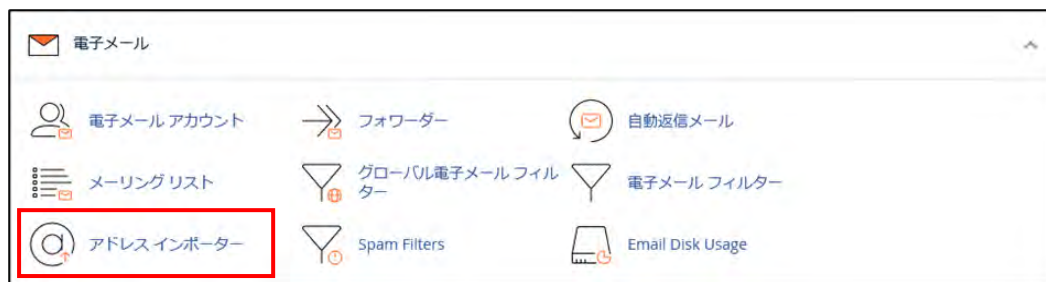 電子メール
電子メール アカウント
フォワーダー
自動返信メール
メーリング リスト
グローバル電子メール フィル
ター
電子メール フィルター
アドレス インポーター
Spam Filters
Email Disk Usage